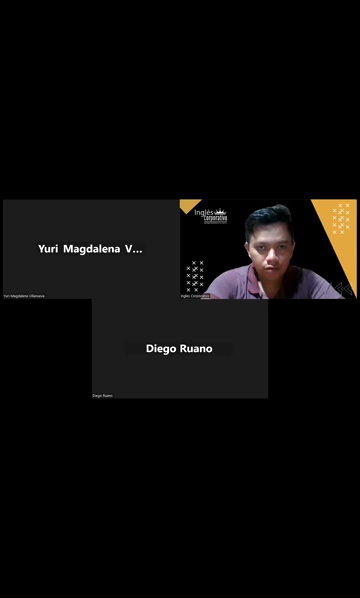 Yuri Magdalena V...
Yuri Magdalena Villanueva
Inglés
Corporativo
Inglés Corporativo
Diego Ruano
Diego Ruano